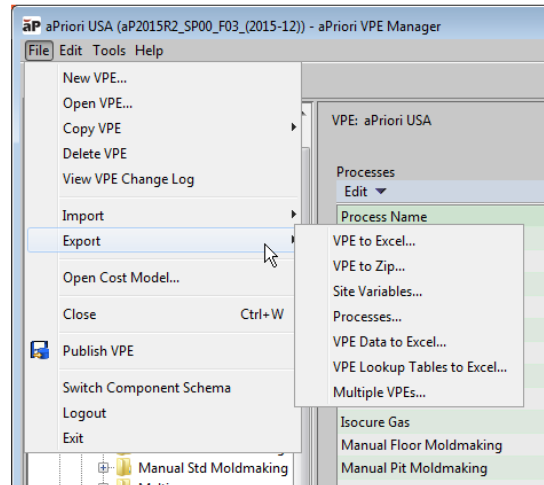 aP aPriori USA (aP2015R2_SP00_F03_(2015-12)) - aPriori VPE Manager
File Edit Tools Help
New VPE...
Open VPE...
Copy VPE
Delete VPE
View VPE Change Log
Import
Export
Open Cost Model...
Close Ctrl+W
Publish VPE
Switch Component Schema
Logout
Exit
VPE: aPriori USA
Processes
Edit
Process Name
VPE to Excel...
VPE to Zip...
Site Variables...
Processes...
VPE Data to Excel...
VPE Lookup Tables to Excel...
Multiple VPEs...
Isocure Gas
Manual Floor Moldmaking
Manual Pit Moldmaking
Manual Std Moldmaking